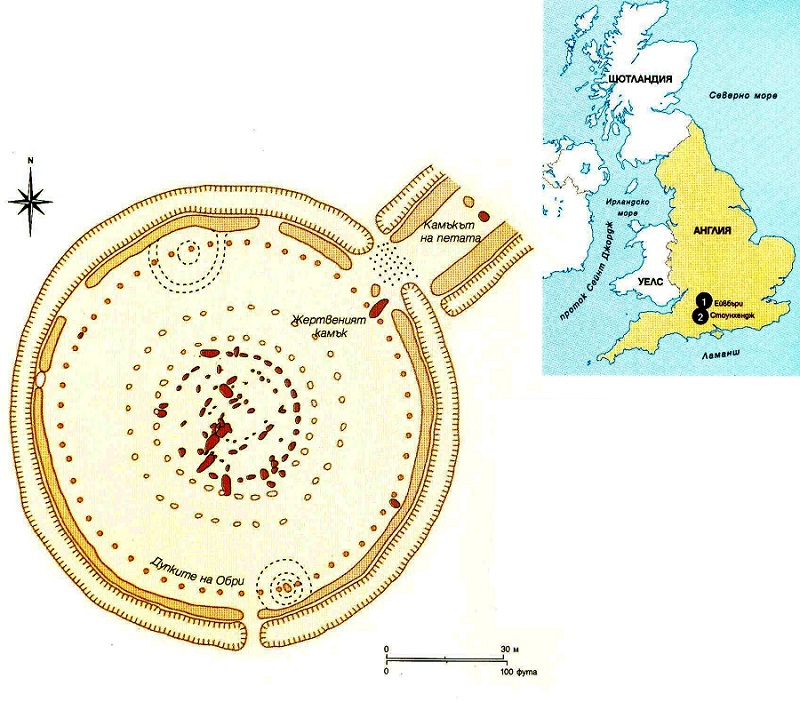 ШОТЛАНДИЯ
Северно море
Ирландско
море
АНГЛИЯ
проток Сейнт Джордж
УЕЛС
1 Ейвбъри
2 Стоунхендж
Ламанш
N
Камъкът
на петата
Жертвеният
камък
Дупките на Обри
0 30 м
0 100 фута